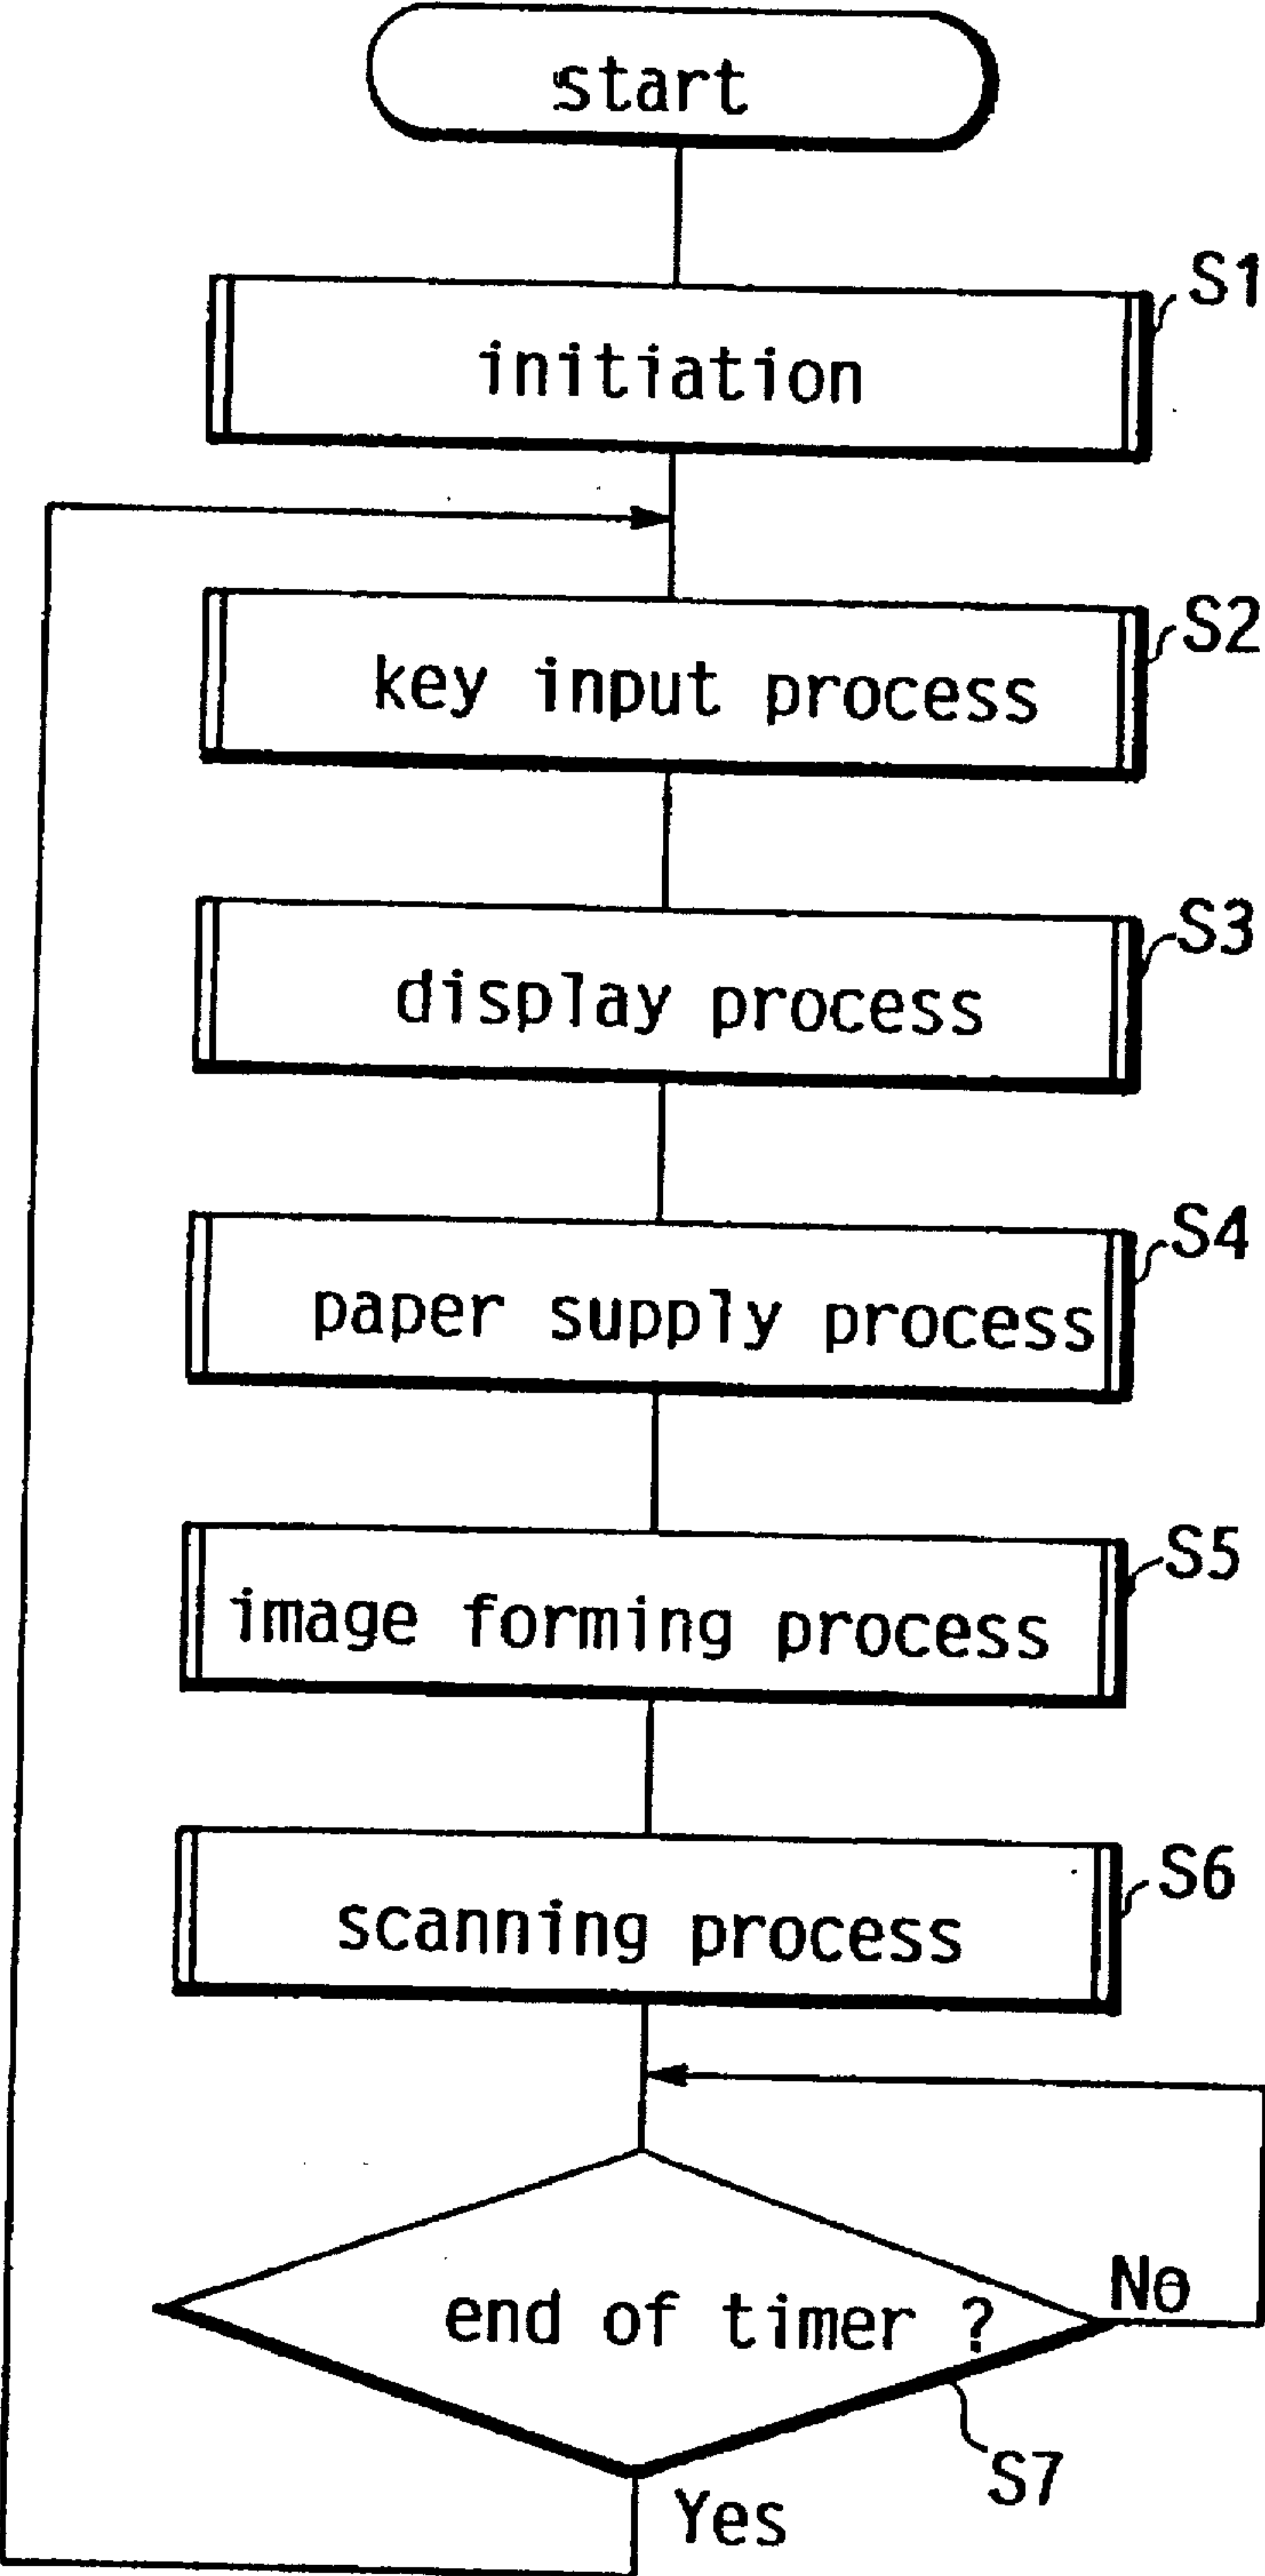 start
S1
initiation
S2
key input process
S3
display process
S4
paper supply process
S5
image forming process
S6
scanning process
No
end of timer ?
S7
Yes